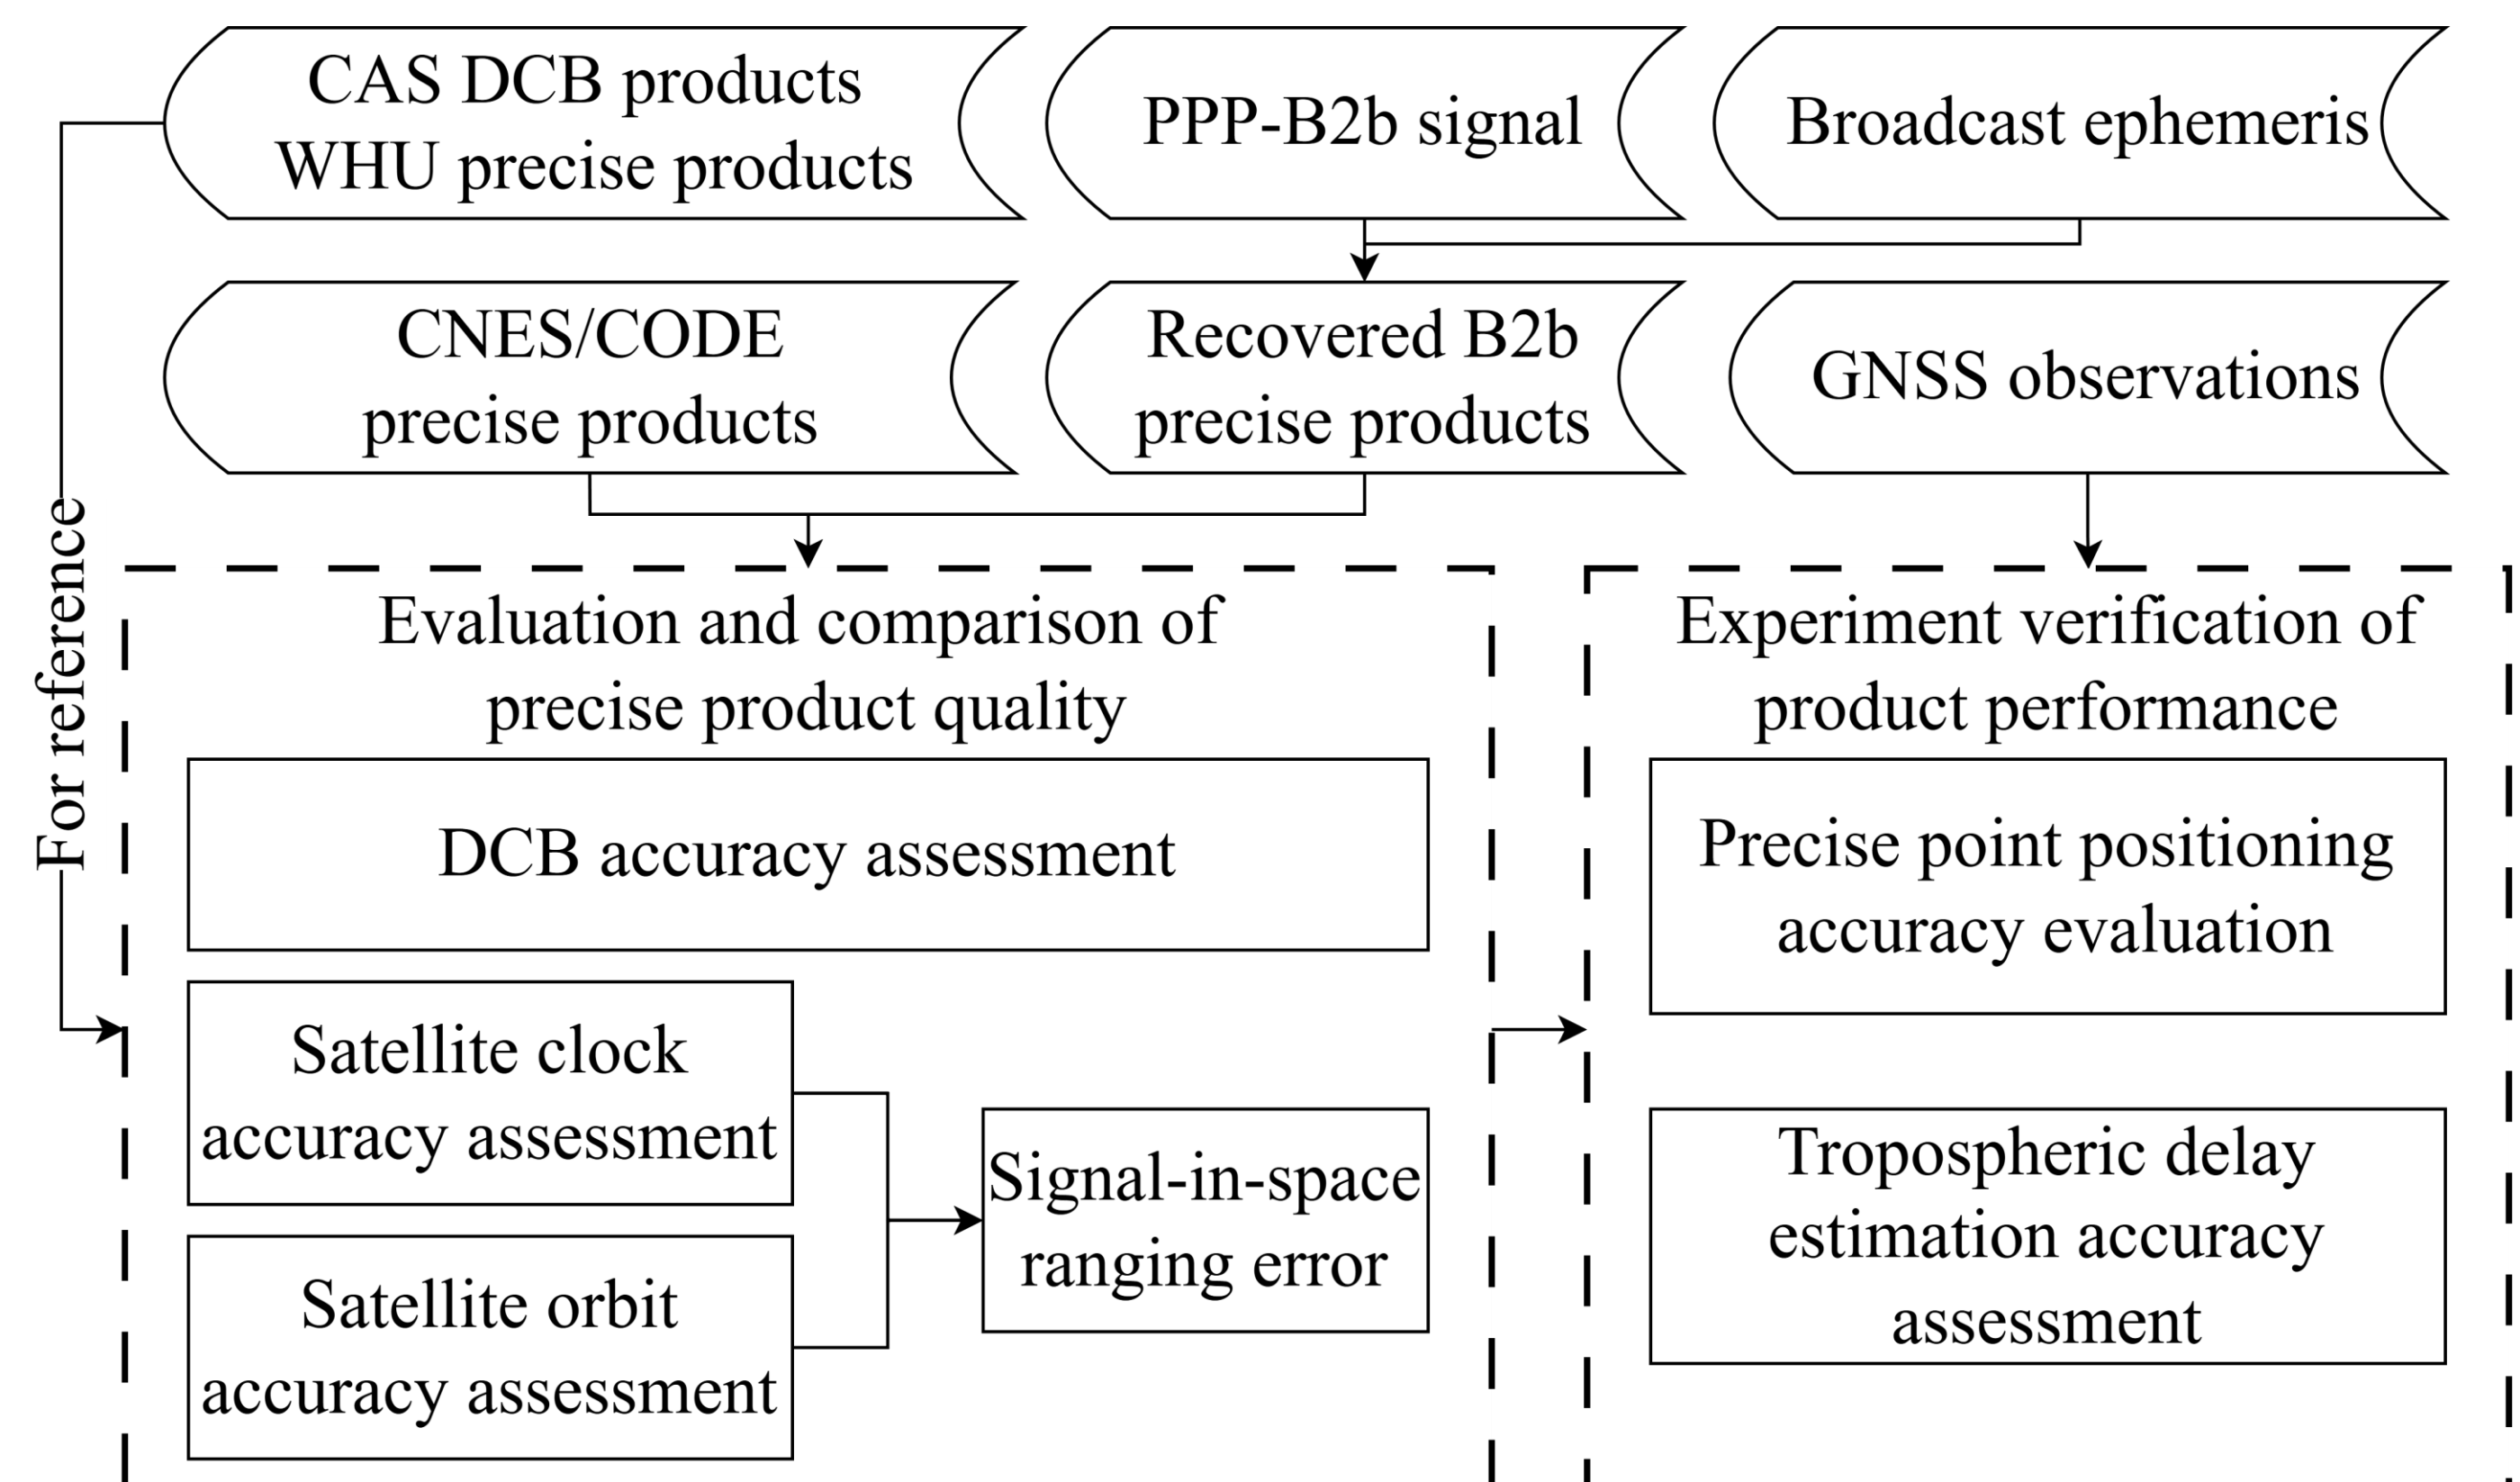 CAS DCB products
WHU precise products
PPP-B2b signal
Broadcast ephemeris
CNES/CODE
precise products
Recovered B2b
precise products
GNSS observations
For reference
Evaluation and comparison of
precise product quality
DCB accuracy assessment
Satellite clock
accuracy assessment
Satellite orbit
accuracy assessment
Signal-in-space
ranging error
Experiment verification of
product performance
Precise point positioning
accuracy evaluation
Tropospheric delay
estimation accuracy
assessment